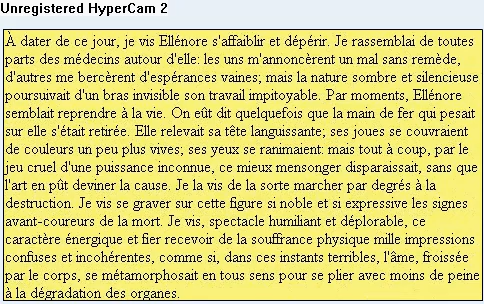 Unregistered HyperCam 2
À dater de ce jour, je vis Ellénore s'affaiblir et dépérir. Je rassemblai de toutes
parts des médecins autour d'elle: les uns m'annoncèrent un mal sans remède,
d'autres me bercèrent d'espérances vaines; mais la nature sombre et silencieuse
poursuivait d'un bras invisible son travail impitoyable. Par moments, Ellénore
semblait reprendre à la vie. On eût dit quelquefois que la main de fer qui pesait
sur elle s'était retirée. Elle relevait sa tête languissante; ses joues se couvraient
de couleurs un peu plus vives; ses yeux se ranimaient: mais tout à coup, par le
jeu cruel d'une puissance inconnue, ce mieux mensonger disparaissait, sans que
l'art en pût deviner la cause. Je la vis de la sorte marcher par degrés à la
destruction. Je vis se graver sur cette figure si noble et si expressive les signes
avant-coureurs de la mort. Je vis, spectacle humiliant et déplorable, ce
caractère énergique et fier recevoir de la souffrance physique mille impressions
confuses et incohérentes, comme si, dans ces instants terribles, l'âme, froissée
par le corps, se métamorphosait en tous sens pour se plier avec moins de peine
à la dégradation des organes.